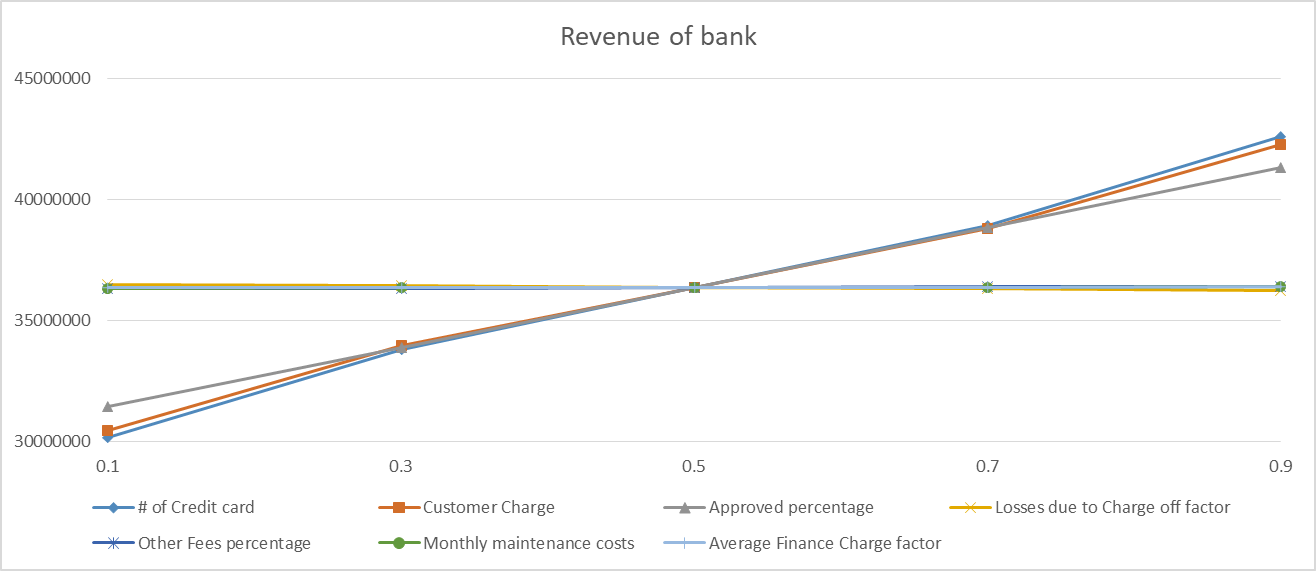 Revenue of bank
45000000
40000000
35000000
30000000
0.1 0.3 0.5 0.7 0.9
# of Credit card Customer Charge Approved percentage Losses due to Charge off factor
Other Fees percentage Monthly maintenance costs Average Finance Charge factor